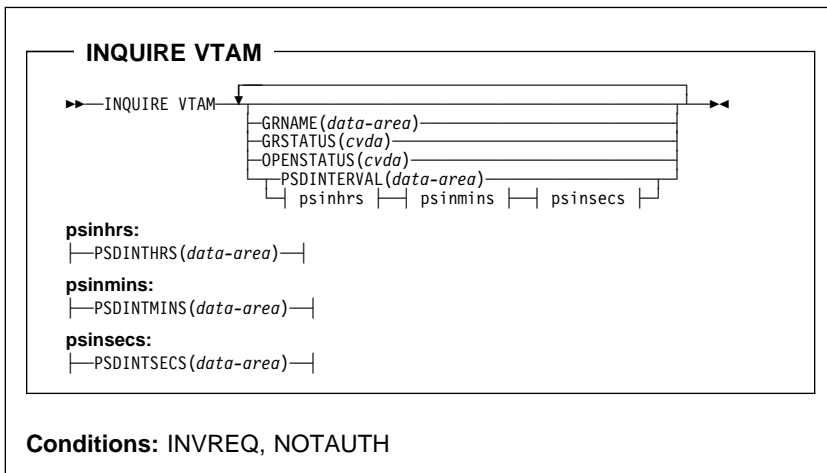 INQUIRE VTAM
INQUIRE VTAM
GRNAME(data-area)
GRSTATUS(cvda)
OPENSTATUS(cvda)
PSDINTERVAL(data-area)
psinhrs psinmins psinsecs
psinhrs:
PSDINTHRS(data-area)
psinmins:
PSDINTMINS(data-area)
psinsecs:
PSDINTSECS(data-area)
Conditions: INVREQ, NOTAUTH